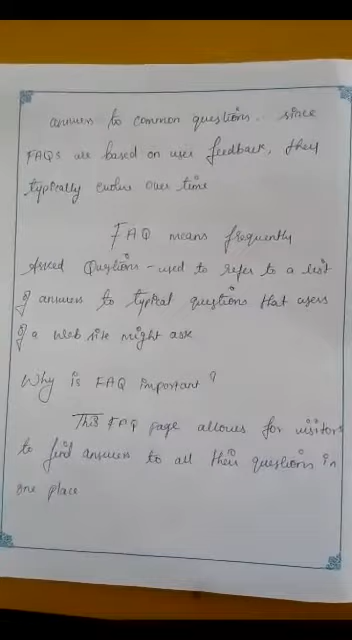 answers to common questions. since
FAQs are based on user feedback, they
typically evolve over time
FAQ means frequently
Asked Questions - used to refer to a list
of answers to typical questions that users
of a web site might ask
Why is FAQ important?
This FAQ page allows for visitors
to find answers to all their questions in
one place